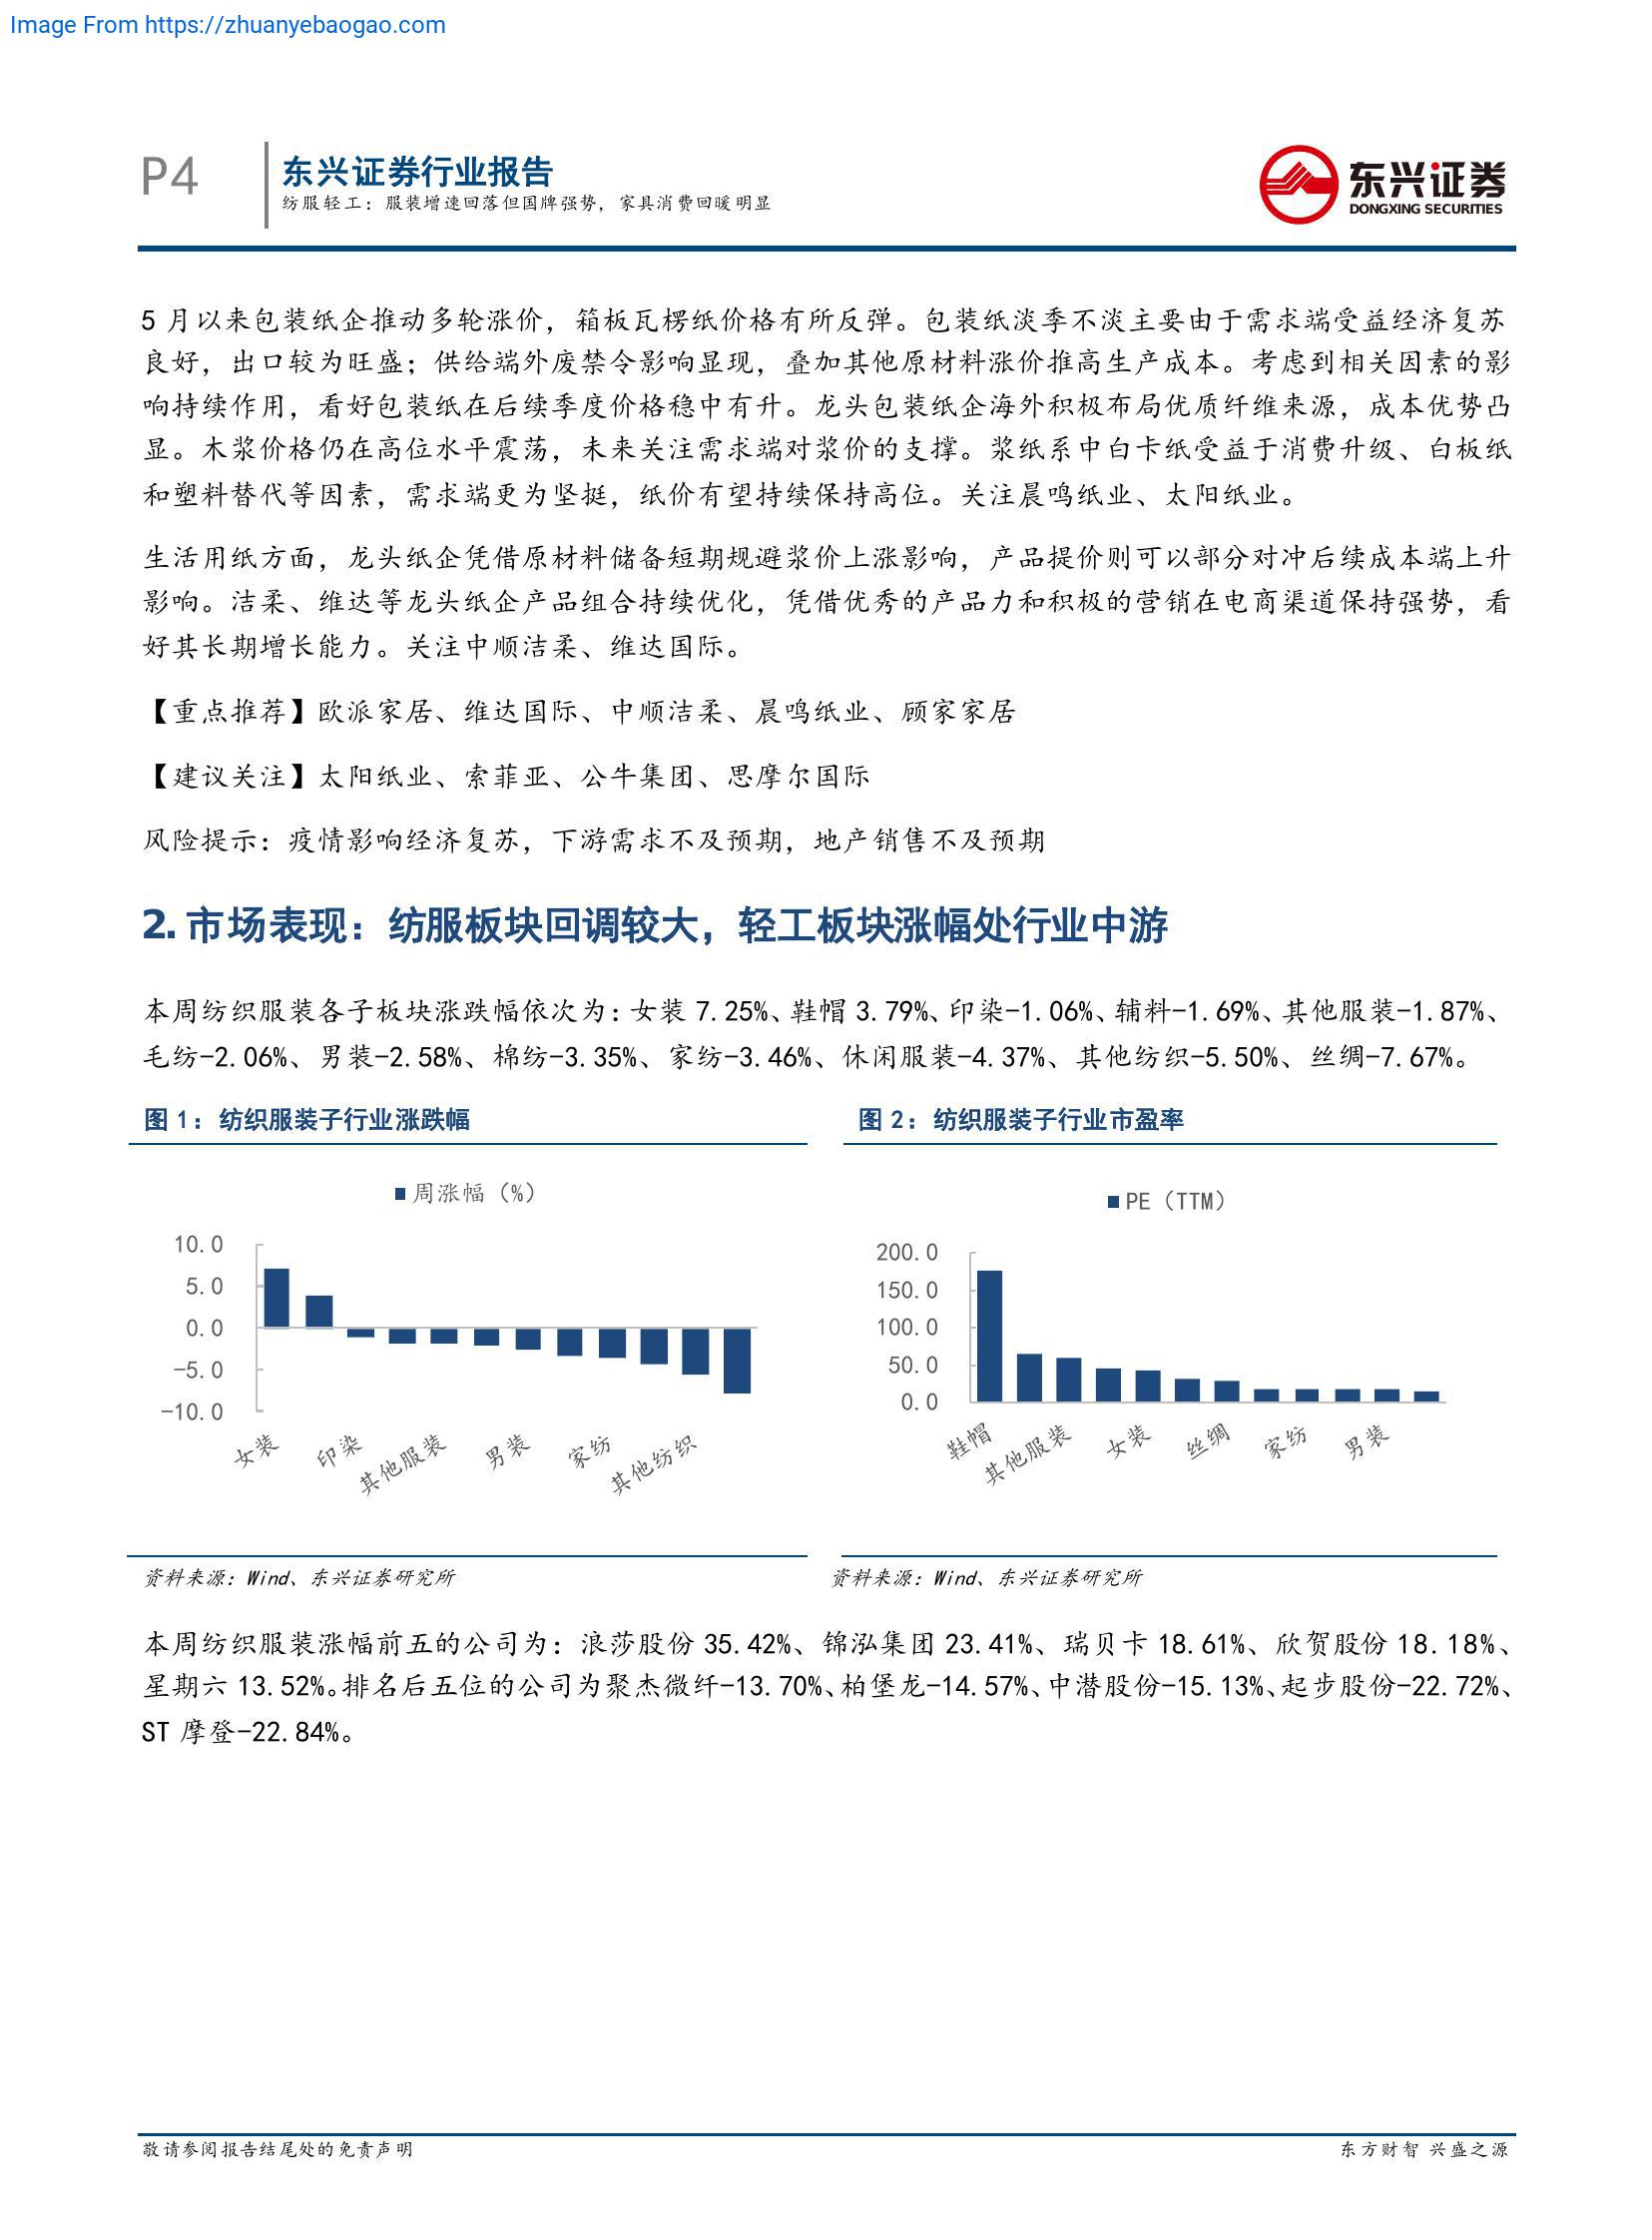 Image From https://zhuanyebaogao.com
P4
东兴证券行业报告
纺服轻工：服装增速回落但国牌强势，家具消费回暖明显
东兴证券
DONGXING SECURITIES
5 月以来包装纸企推动多轮涨价，箱板瓦楞纸价格有所反弹。包装纸淡季不淡主要由于需求端受益经济复苏
良好，出口较为旺盛；供给端外废禁令影响显现，叠加其他原材料涨价推高生产成本。考虑到相关因素的影
响持续作用，看好包装纸在后续季度价格稳中有升。龙头包装纸企海外积极布局优质纤维来源，成本优势凸
显。木浆价格仍在高位水平震荡，未来关注需求端对浆价的支撑。浆纸系中白卡纸受益于消费升级、白板纸
和塑料替代等因素，需求端更为坚挺，纸价有望持续保持高位。关注晨鸣纸业、太阳纸业。
生活用纸方面，龙头纸企凭借原材料储备短期规避浆价上涨影响，产品提价则可以部分对冲后续成本端上升
影响。洁柔、维达等龙头纸企产品组合持续优化，凭借优秀的产品力和积极的营销在电商渠道保持强势，看
好其长期增长能力。关注中顺洁柔、维达国际。
【重点推荐】欧派家居、维达国际、中顺洁柔、晨鸣纸业、顾家家居
【建议关注】太阳纸业、索菲亚、公牛集团、思摩尔国际
风险提示：疫情影响经济复苏，下游需求不及预期，地产销售不及预期
2. 市场表现：纺服板块回调较大，轻工板块涨幅处行业中游
本周纺织服装各子板块涨跌幅依次为：女装 7.25%、鞋帽 3.79%、印染-1.06%、辅料-1.69%、其他服装-1.87%、
毛纺-2.06%、男装-2.58%、棉纺-3.35%、家纺-3.46%、休闲服装-4.37%、其他纺织-5.50%、丝绸-7.67%。
图 1：纺织服装子行业涨跌幅
周涨幅（%）
10.0
5.0
0.0
-5.0
-10.0
女装 印染 其他服装 男装 家纺 其他纺织
资料来源：Wind、东兴证券研究所
图 2：纺织服装子行业市盈率
PE（TTM）
200.0
150.0
100.0
50.0
0.0
鞋帽 其他服装 女装 丝绸 家纺 男装
资料来源：Wind、东兴证券研究所
本周纺织服装涨幅前五的公司为：浪莎股份 35.42%、锦泓集团 23.41%、瑞贝卡 18.61%、欣贺股份 18.18%、
星期六 13.52%。排名后五位的公司为聚杰微纤-13.70%、柏堡龙-14.57%、中潜股份-15.13%、起步股份-22.72%、
ST 摩登-22.84%。
敬请参阅报告结尾处的免责声明
东方财智 兴盛之源